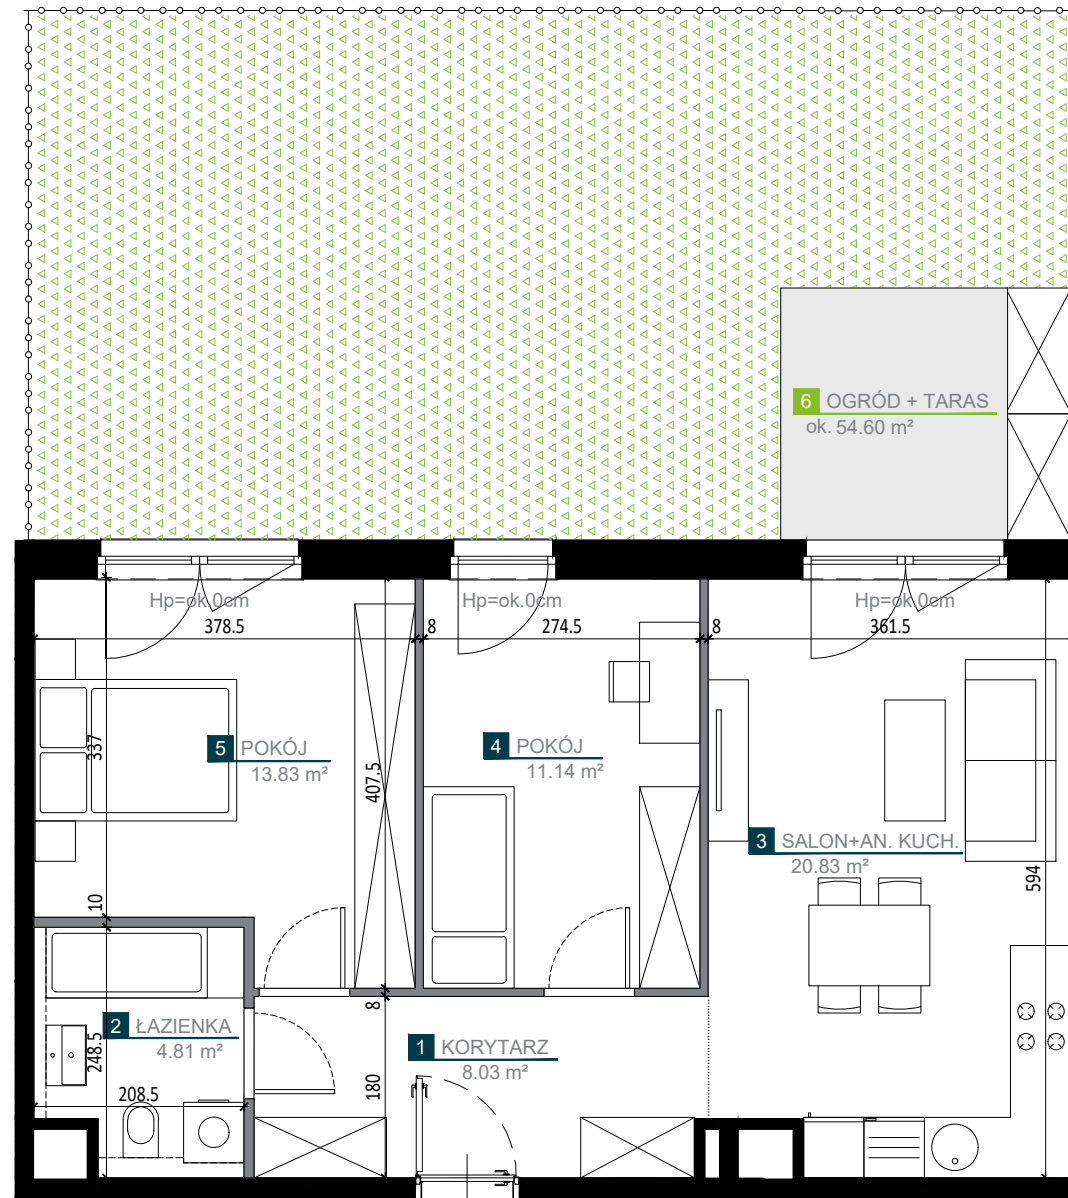 6 OGRÓD + TARAS
ok. 54.60 m²
Hp=ok.0cm
Hp=ok.0cm
Hp=ok.0cm
378.5
8
274.5
8
361.5
5 POKÓJ
13.83 m²
337
4 POKÓJ
11.14 m²
407.5
3 SALON+AN. KUCH.
20.83 m²
594
10
8
2 ŁAZIENKA
4.81 m²
248.5
208.5
1 KORYTARZ
8.03 m²
180